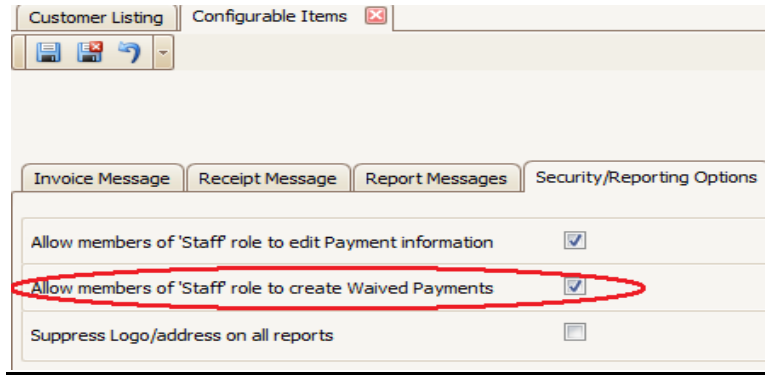 Customer Listing
Configurable Items
Invoice Message
Receipt Message
Report Messages
Security/Reporting Options
Allow members of 'Staff' role to edit Payment information
Allow members of 'Staff' role to create Waived Payments
Suppress Logo/address on all reports